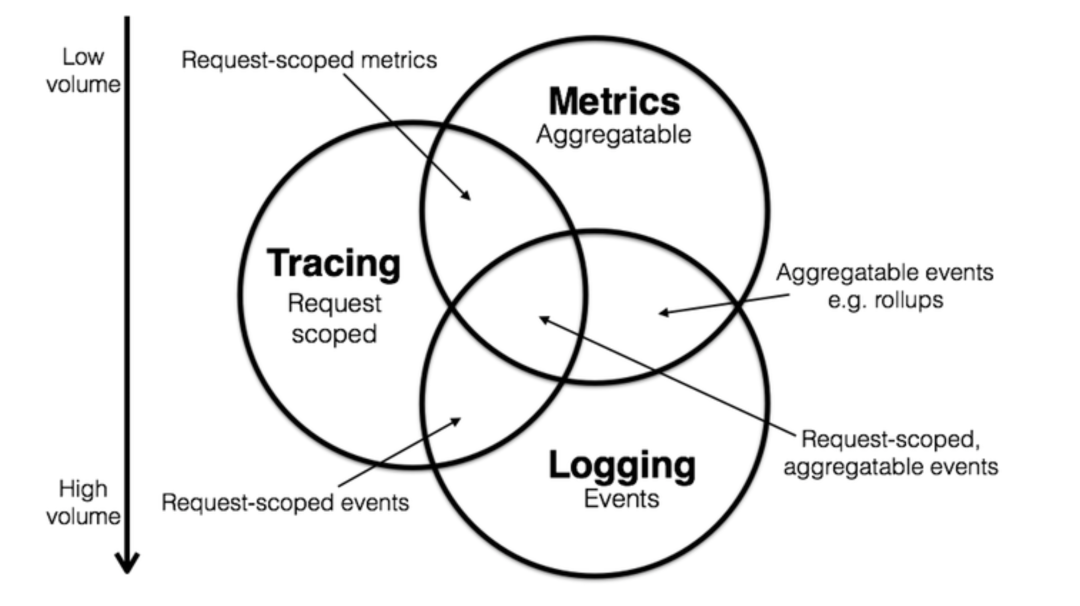 Low
volume
Request-scoped metrics
Metrics
Aggregatable
Tracing
Request
scoped
Aggregatable events
e.g. rollups
Request-scoped,
aggregatable events
Logging
Events
High
volume
Request-scoped events